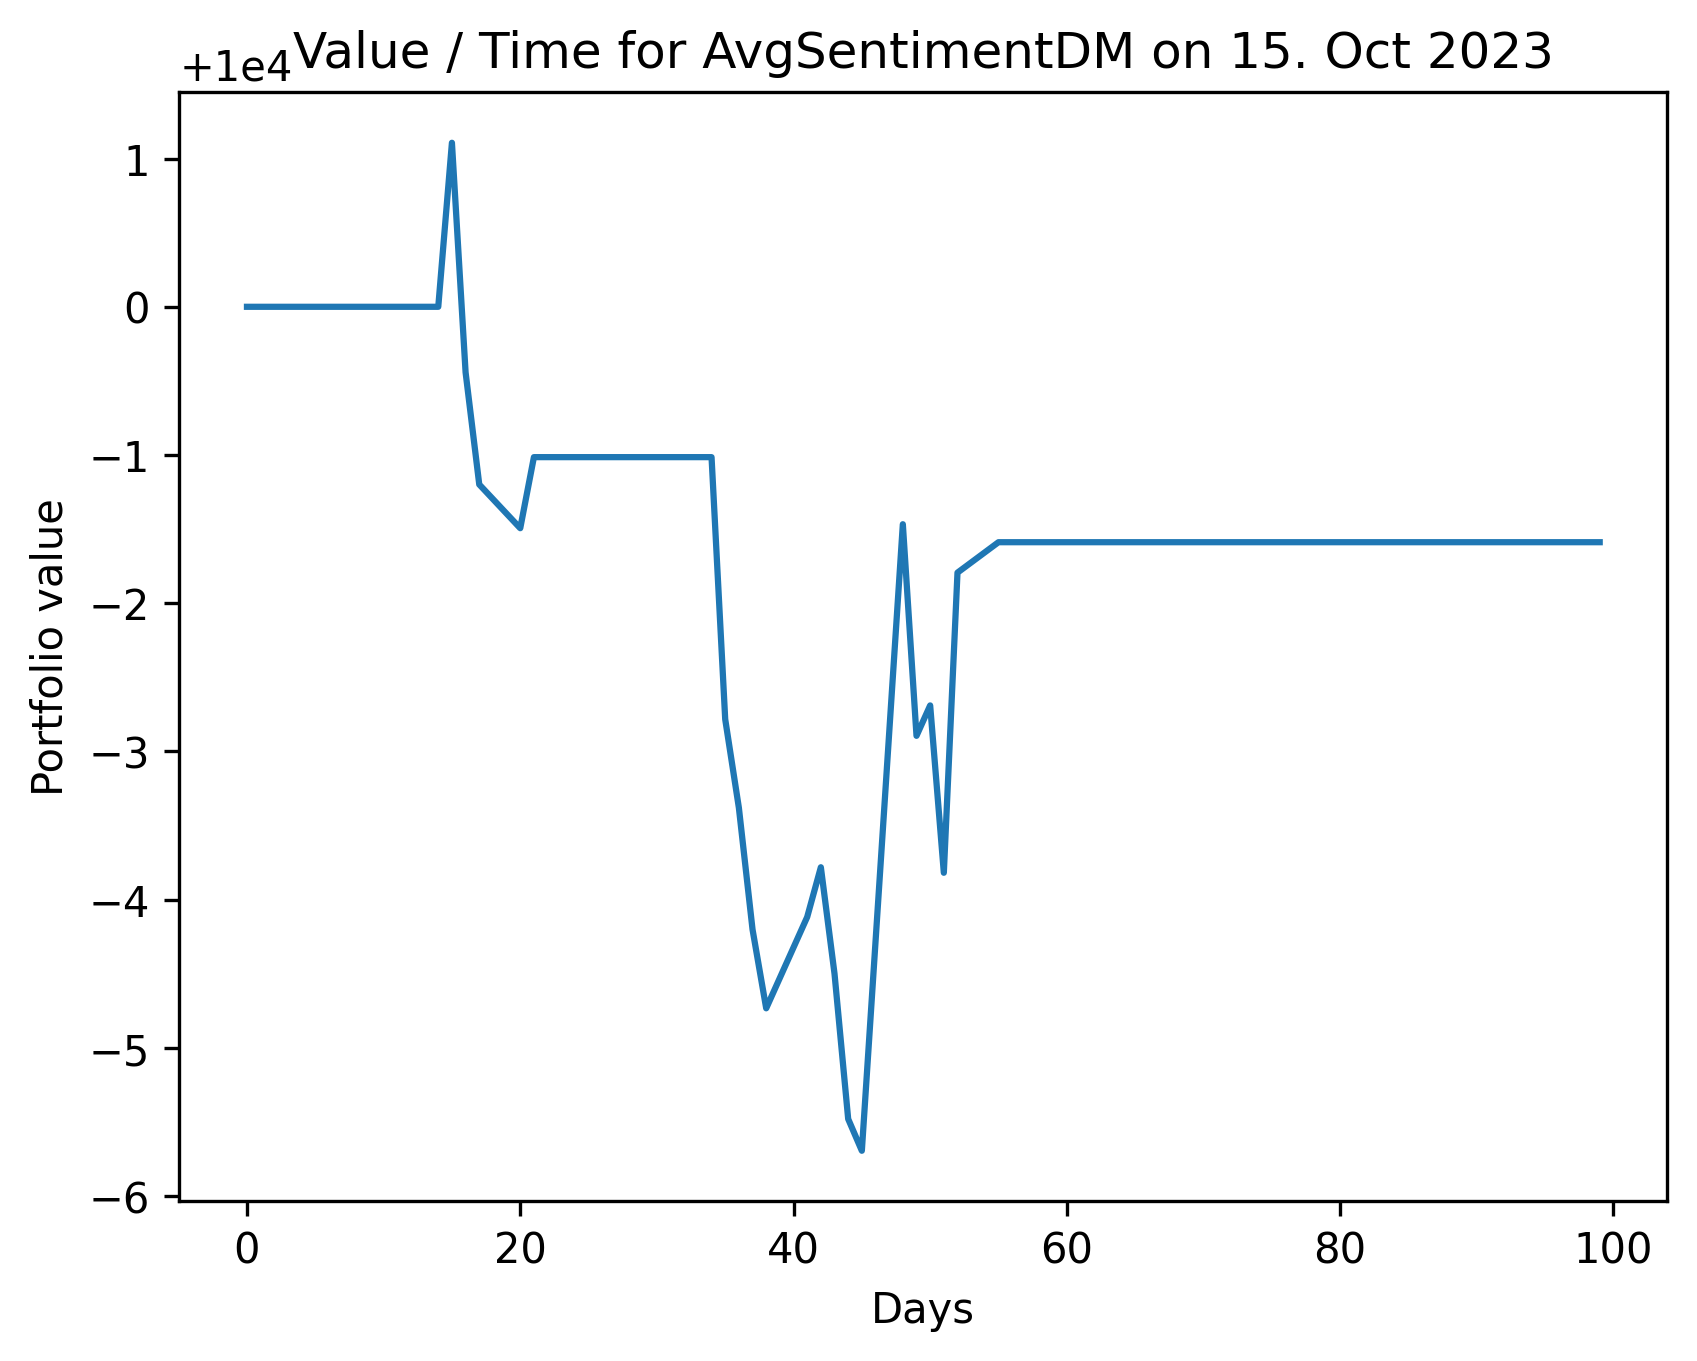 Value / Time for AvgSentimentDM on 15. Oct 2023
+1e4
1
0
−1
−2
−3
−4
−5
−6
Portfolio value
0 20 40 60 80 100
Days